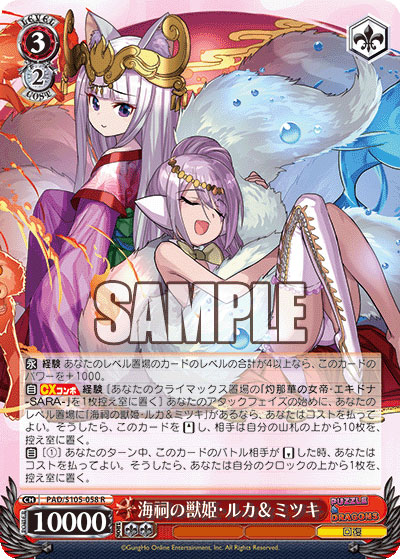 LEVEL
3
2
COST
SAMPLE
永 経験 あなたのレベル置場のカードのレベルの合計が4以上なら、このカードの
パワーを+1000。
自 CXコンボ 経験 [あなたのクライマックス置場の「灼那華の女帝・エキドナ
-SARA-」を1枚控え室に置く] あなたのアタックフェイズの始めに、あなたの
レベル置場に「海祠の獣姫・ルカ&ミツキ」があるなら、あなたはコストを払ってよ
い。そうしたら、このカードを【】し、相手は自分の山札の上から10枚を、
控え室に置く。
自 [①] あなたのターン中、このカードのバトル相手が【】した時、あなたは
コストを払ってよい。そうしたら、あなたは自分のクロックの上から1枚を、
控え室に置く。
CH PAD/S105-058 R
10000
POWER
海祠の獣姫・ルカ&ミツキ
PUZZLE & DRAGONS
回復
©GungHo Online Entertainment, Inc. All Rights Reserved.